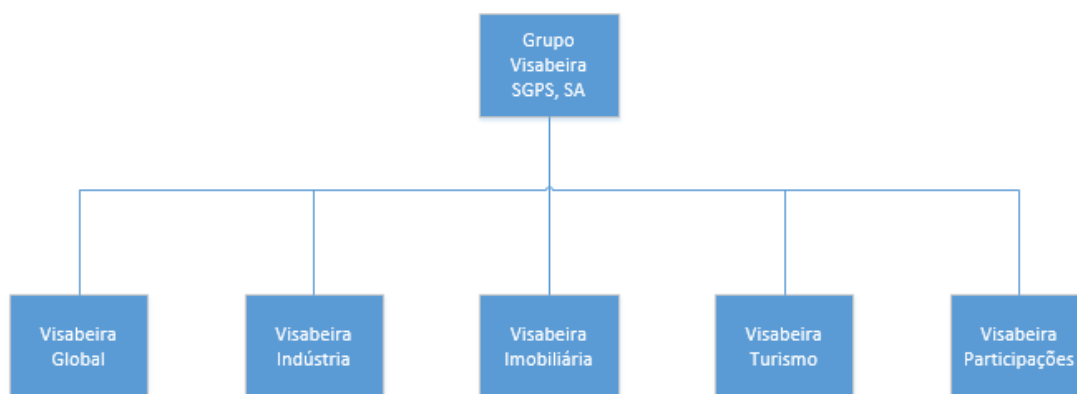 Grupo
Visabeira
SGPS, SA
Visabeira
Global
Visabeira
Indústria
Visabeira
Imobiliária
Visabeira
Turismo
Visabeira
Participações